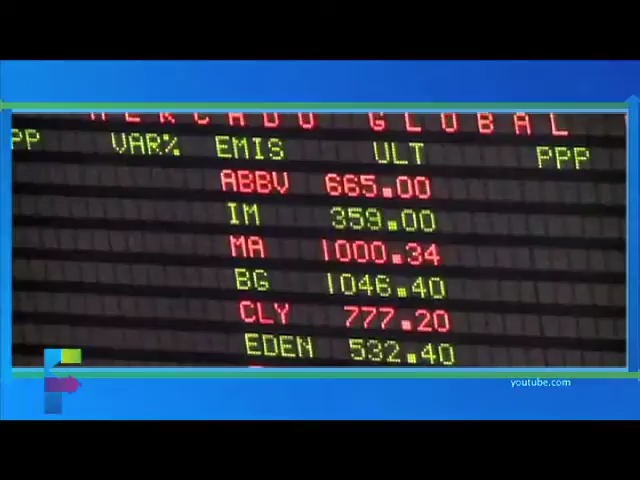 MERCADO GLOBAL
PP VAR% EMIS ULT PPP
ABBV 665.00
IM 359.00
MA 1000.34
BG 1046.40
CLY 777.20
EDEN 532.40
youtube.com